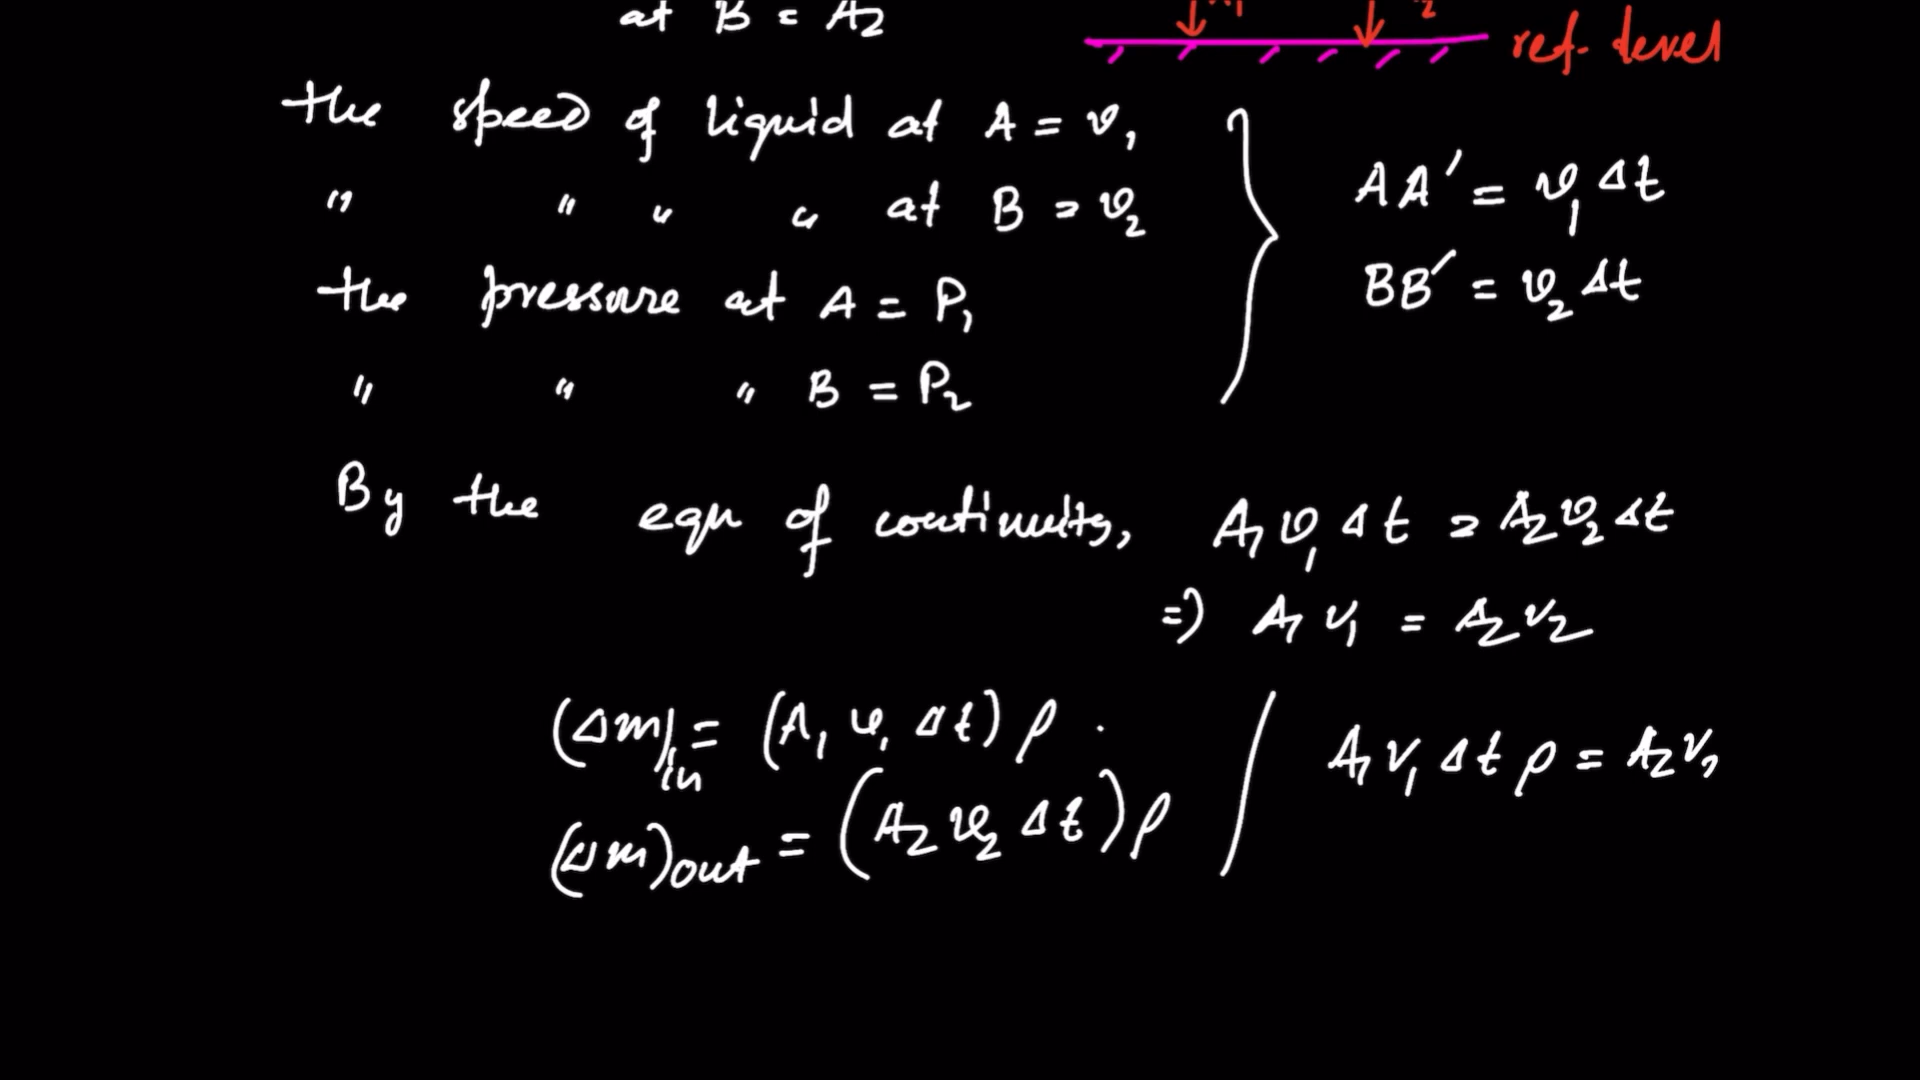 at B = A₂
ref. level
the speed of liquid at A = v₁
" " " " at B = v₂
the pressure at A = P₁
" " " B = P₂
AA′ = v₁ Δt
BB′ = v₂ Δt
By the eqn of continuity, A₁ v₁ Δt = A₂ v₂ Δt
=) A₁ v₁ = A₂ v₂
(Δm)in = (A₁ v₁ Δt) ρ .
(Δm)out = (A₂ v₂ Δt) ρ
A₁ v₁ Δt ρ = A₂ v₂